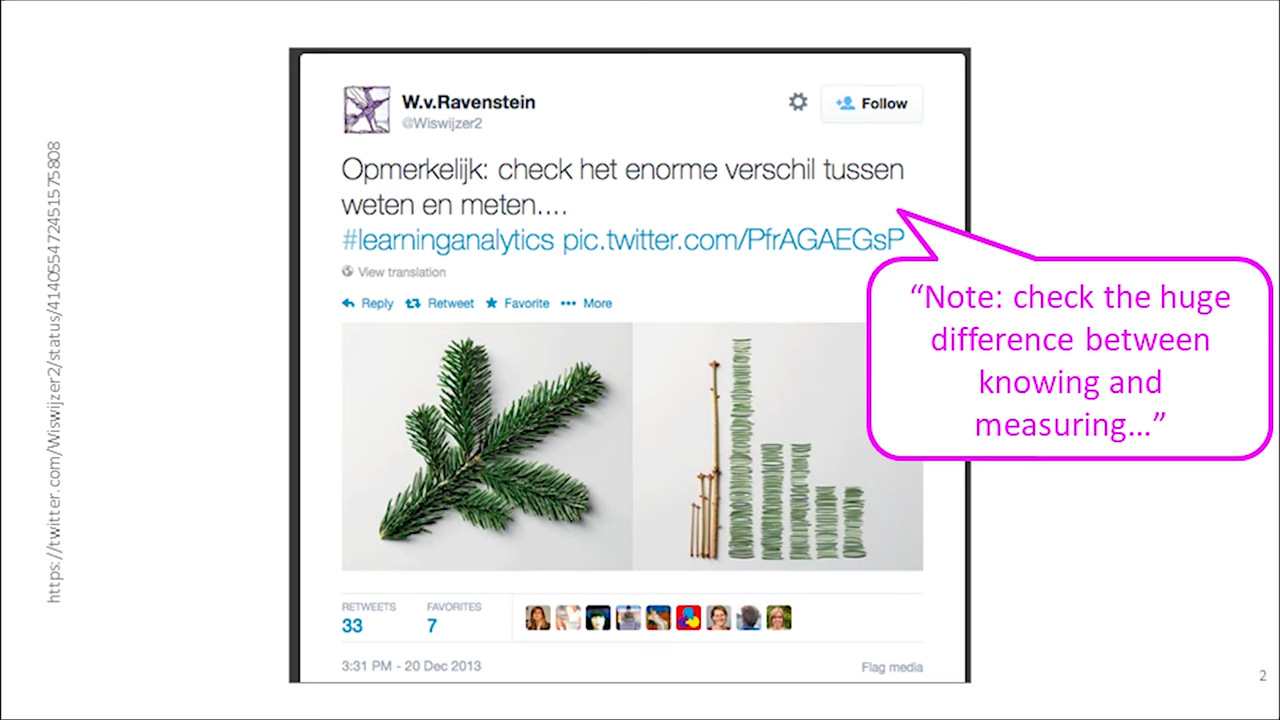 https://twitter.com/Wiswijzer2/status/414055472451575808
W.v.Ravenstein
@Wiswijzer2
Follow
Opmerkelijk: check het enorme verschil tussen
weten en meten....
#learninganalytics pic.twitter.com/PfrAGAEGsP
View translation
Reply Retweet Favorite More
“Note: check the huge
difference between
knowing and
measuring…”
RETWEETS FAVORITES
33 7
3:31 PM - 20 Dec 2013
Flag media
2